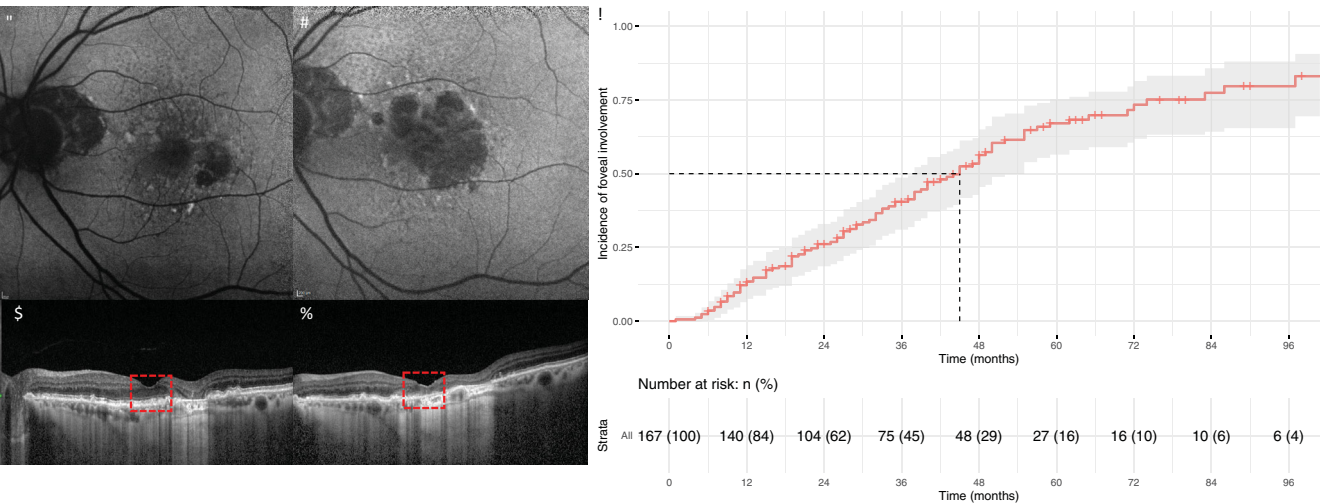 "
#
$
%
!
Incidence of foveal involvement
1.00
0.75
0.50
0.25
0.00
0 12 24 36 48 60 72 84 96
Time (months)
Number at risk: n (%)
Strata
All 167 (100) 140 (84) 104 (62) 75 (45) 48 (29) 27 (16) 16 (10) 10 (6) 6 (4)
0 12 24 36 48 60 72 84 96
Time (months)